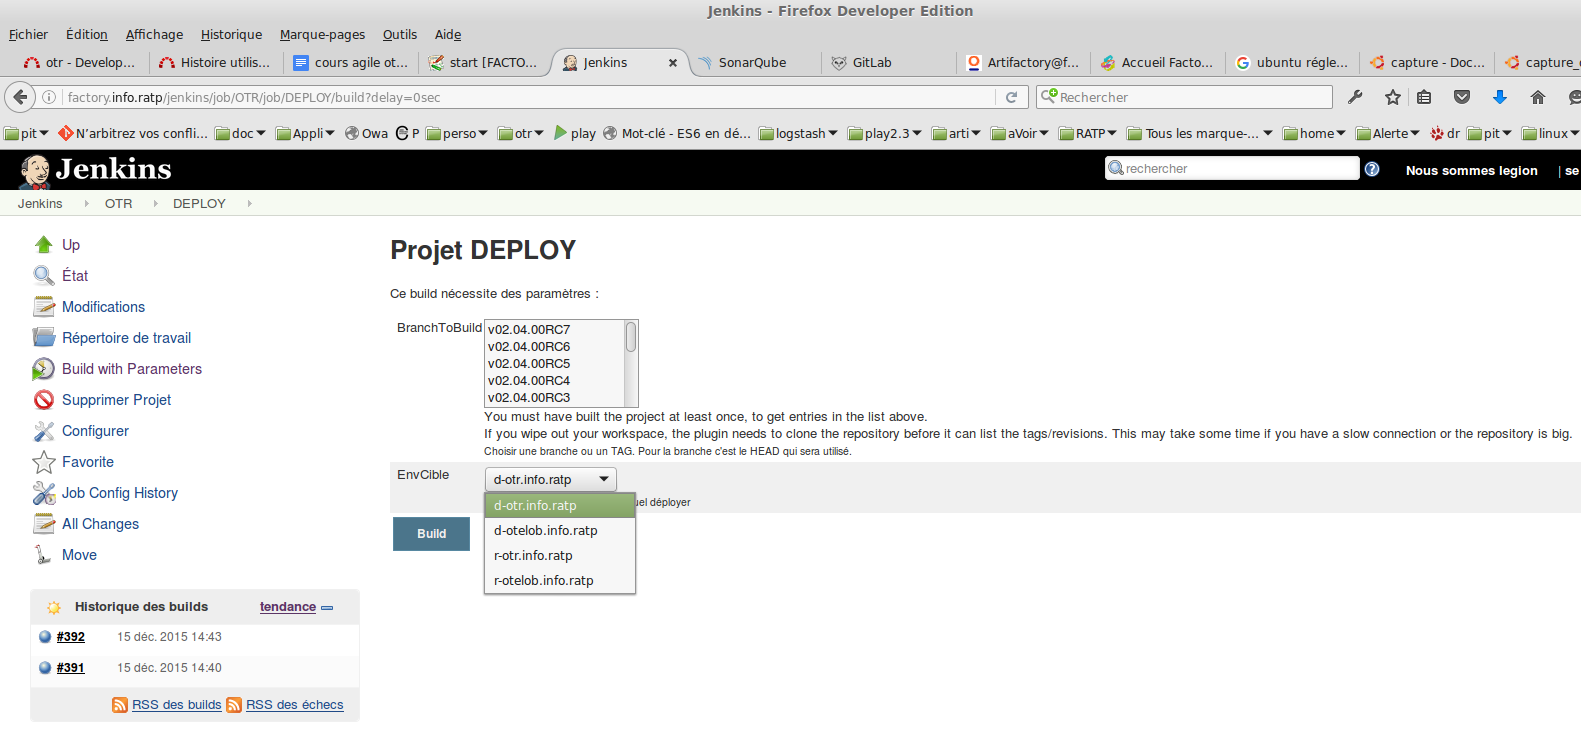 Jenkins - Firefox Developer Edition
Fichier Édition Affichage Historique Marque-pages Outils Aide
otr - Develop... Histoire utilis... cours agile ot... start [FACTO... Jenkins SonarQube GitLab Artifactory@f... Accueil Facto... ubuntu régle... capture - Doc... capture_
factory.info.ratp/jenkins/job/OTR/job/DEPLOY/build?delay=0sec Rechercher
pit N'arbitrez vos confli... doc Appli Owa P perso otr play Mot-clé - ES6 en dé... logstash play2.3 arti aVoir RATP Tous les marque-... home Alerte dr pit linux
Jenkins rechercher Nous sommes legion | se
Jenkins OTR DEPLOY
Up
État
Modifications
Répertoire de travail
Build with Parameters
Supprimer Projet
Configurer
Favorite
Job Config History
All Changes
Move
Historique des builds tendance
#392 15 déc. 2015 14:43
#391 15 déc. 2015 14:40
RSS des builds RSS des échecs
Projet DEPLOY
Ce build nécessite des paramètres :
BranchToBuild
v02.04.00RC7
v02.04.00RC6
v02.04.00RC5
v02.04.00RC4
v02.04.00RC3
You must have built the project at least once, to get entries in the list above.
If you wipe out your workspace, the plugin needs to clone the repository before it can list the tags/revisions. This may take some time if you have a slow connection or the repository is big.
Choisir une branche ou un TAG. Pour la branche c'est le HEAD qui sera utilisé.
EnvCible d-otr.info.ratp
d-otr.info.ratp
uel déployer
d-otelob.info.ratp
r-otr.info.ratp
r-otelob.info.ratp
Build